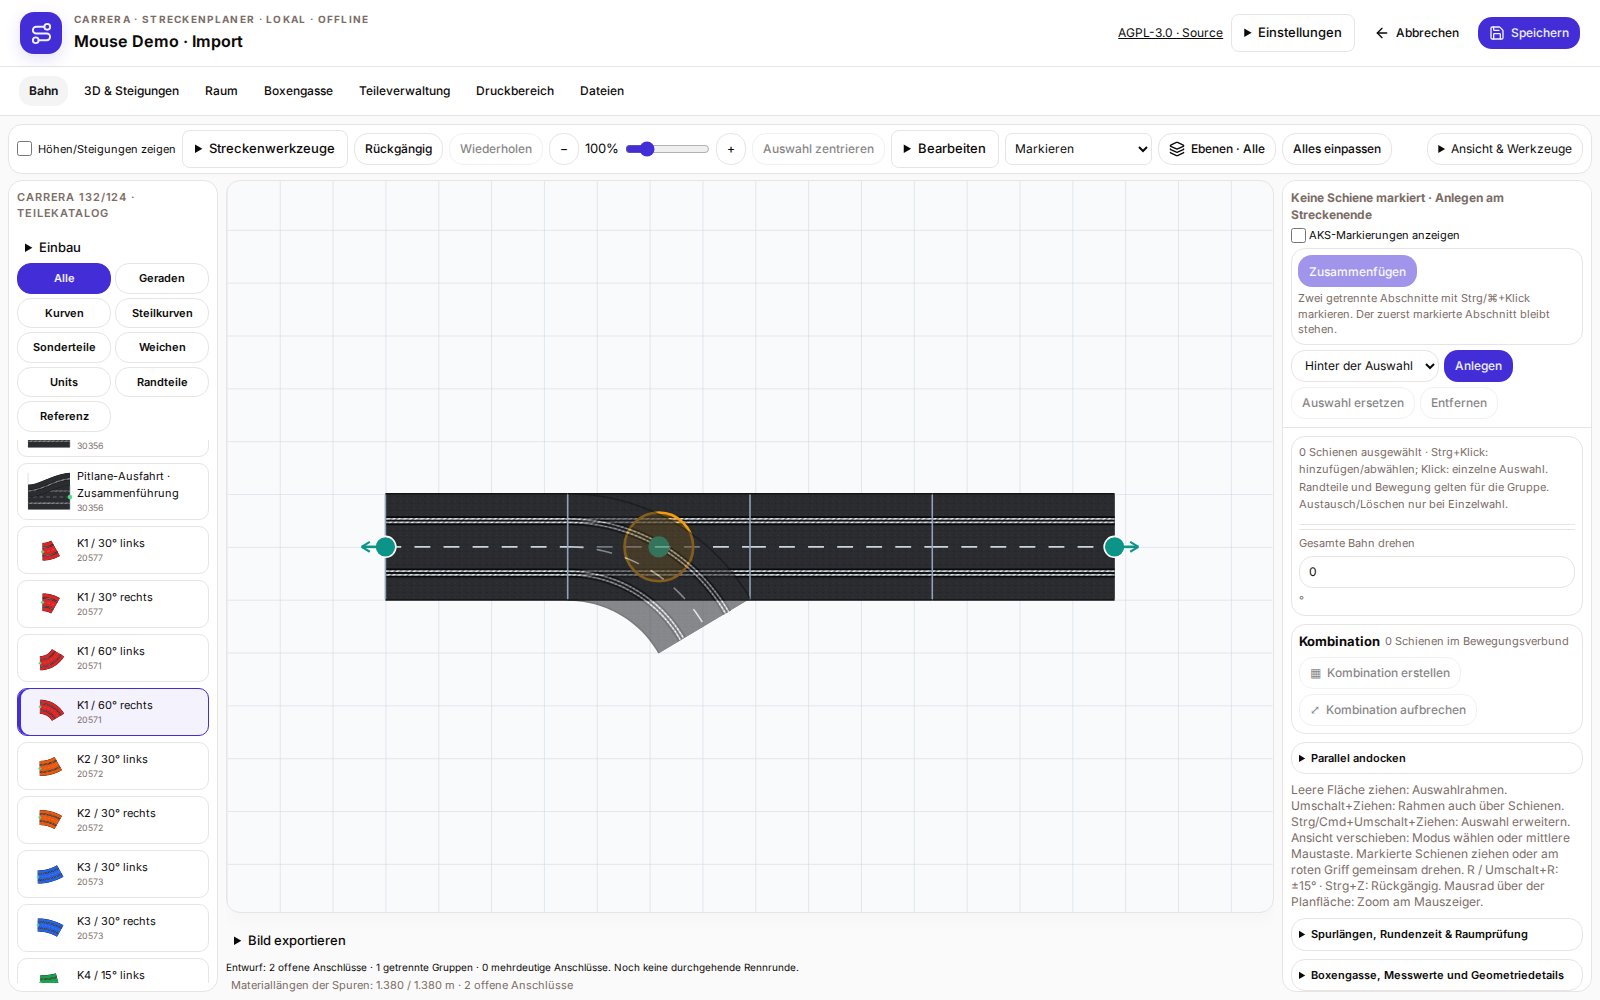 CARRERA · STRECKENPLANER · LOKAL · OFFLINE
Mouse Demo · Import
AGPL-3.0 · Source
▶ Einstellungen
← Abbrechen
Speichern
Bahn
3D & Steigungen
Raum
Boxengasse
Teileverwaltung
Druckbereich
Dateien
Höhen/Steigungen zeigen
▶ Streckenwerkzeuge
Rückgängig
Wiederholen
−
100%
+
Auswahl zentrieren
▶ Bearbeiten
Markieren
Ebenen · Alle
Alles einpassen
▶ Ansicht & Werkzeuge
CARRERA 132/124 ·
TEILEKATALOG
▶ Einbau
Alle
Geraden
Kurven
Steilkurven
Sonderteile
Weichen
Units
Randteile
Referenz
30356
Pitlane-Ausfahrt ·
Zusammenführung
30356
K1 / 30° links
20577
K1 / 30° rechts
20577
K1 / 60° links
20571
K1 / 60° rechts
20571
K2 / 30° links
20572
K2 / 30° rechts
20572
K3 / 30° links
20573
K3 / 30° rechts
20573
K4 / 15° links
▶ Bild exportieren
Entwurf: 2 offene Anschlüsse · 1 getrennte Gruppen · 0 mehrdeutige Anschlüsse. Noch keine durchgehende Rennrunde.
Materiallängen der Spuren: 1.380 / 1.380 m · 2 offene Anschlüsse
Keine Schiene markiert · Anlegen am
Streckenende
AKS-Markierungen anzeigen
Zusammenfügen
Zwei getrennte Abschnitte mit Strg/⌘+Klick
markieren. Der zuerst markierte Abschnitt bleibt
stehen.
Hinter der Auswahl
Anlegen
Auswahl ersetzen
Entfernen
0 Schienen ausgewählt · Strg+Klick:
hinzufügen/abwählen; Klick: einzelne Auswahl.
Randteile und Bewegung gelten für die Gruppe.
Austausch/Löschen nur bei Einzelwahl.
Gesamte Bahn drehen
0
°
Kombination 0 Schienen im Bewegungsverbund
▦ Kombination erstellen
⤢ Kombination aufbrechen
▶ Parallel andocken
Leere Fläche ziehen: Auswahlrahmen.
Umschalt+Ziehen: Rahmen auch über Schienen.
Strg/Cmd+Umschalt+Ziehen: Auswahl erweitern.
Ansicht verschieben: Modus wählen oder mittlere
Maustaste. Markierte Schienen ziehen oder am
roten Griff gemeinsam drehen. R / Umschalt+R:
±15° · Strg+Z: Rückgängig. Mausrad über der
Planfläche: Zoom am Mauszeiger.
▶ Spurlängen, Rundenzeit & Raumprüfung
▶ Boxengasse, Messwerte und Geometriedetails